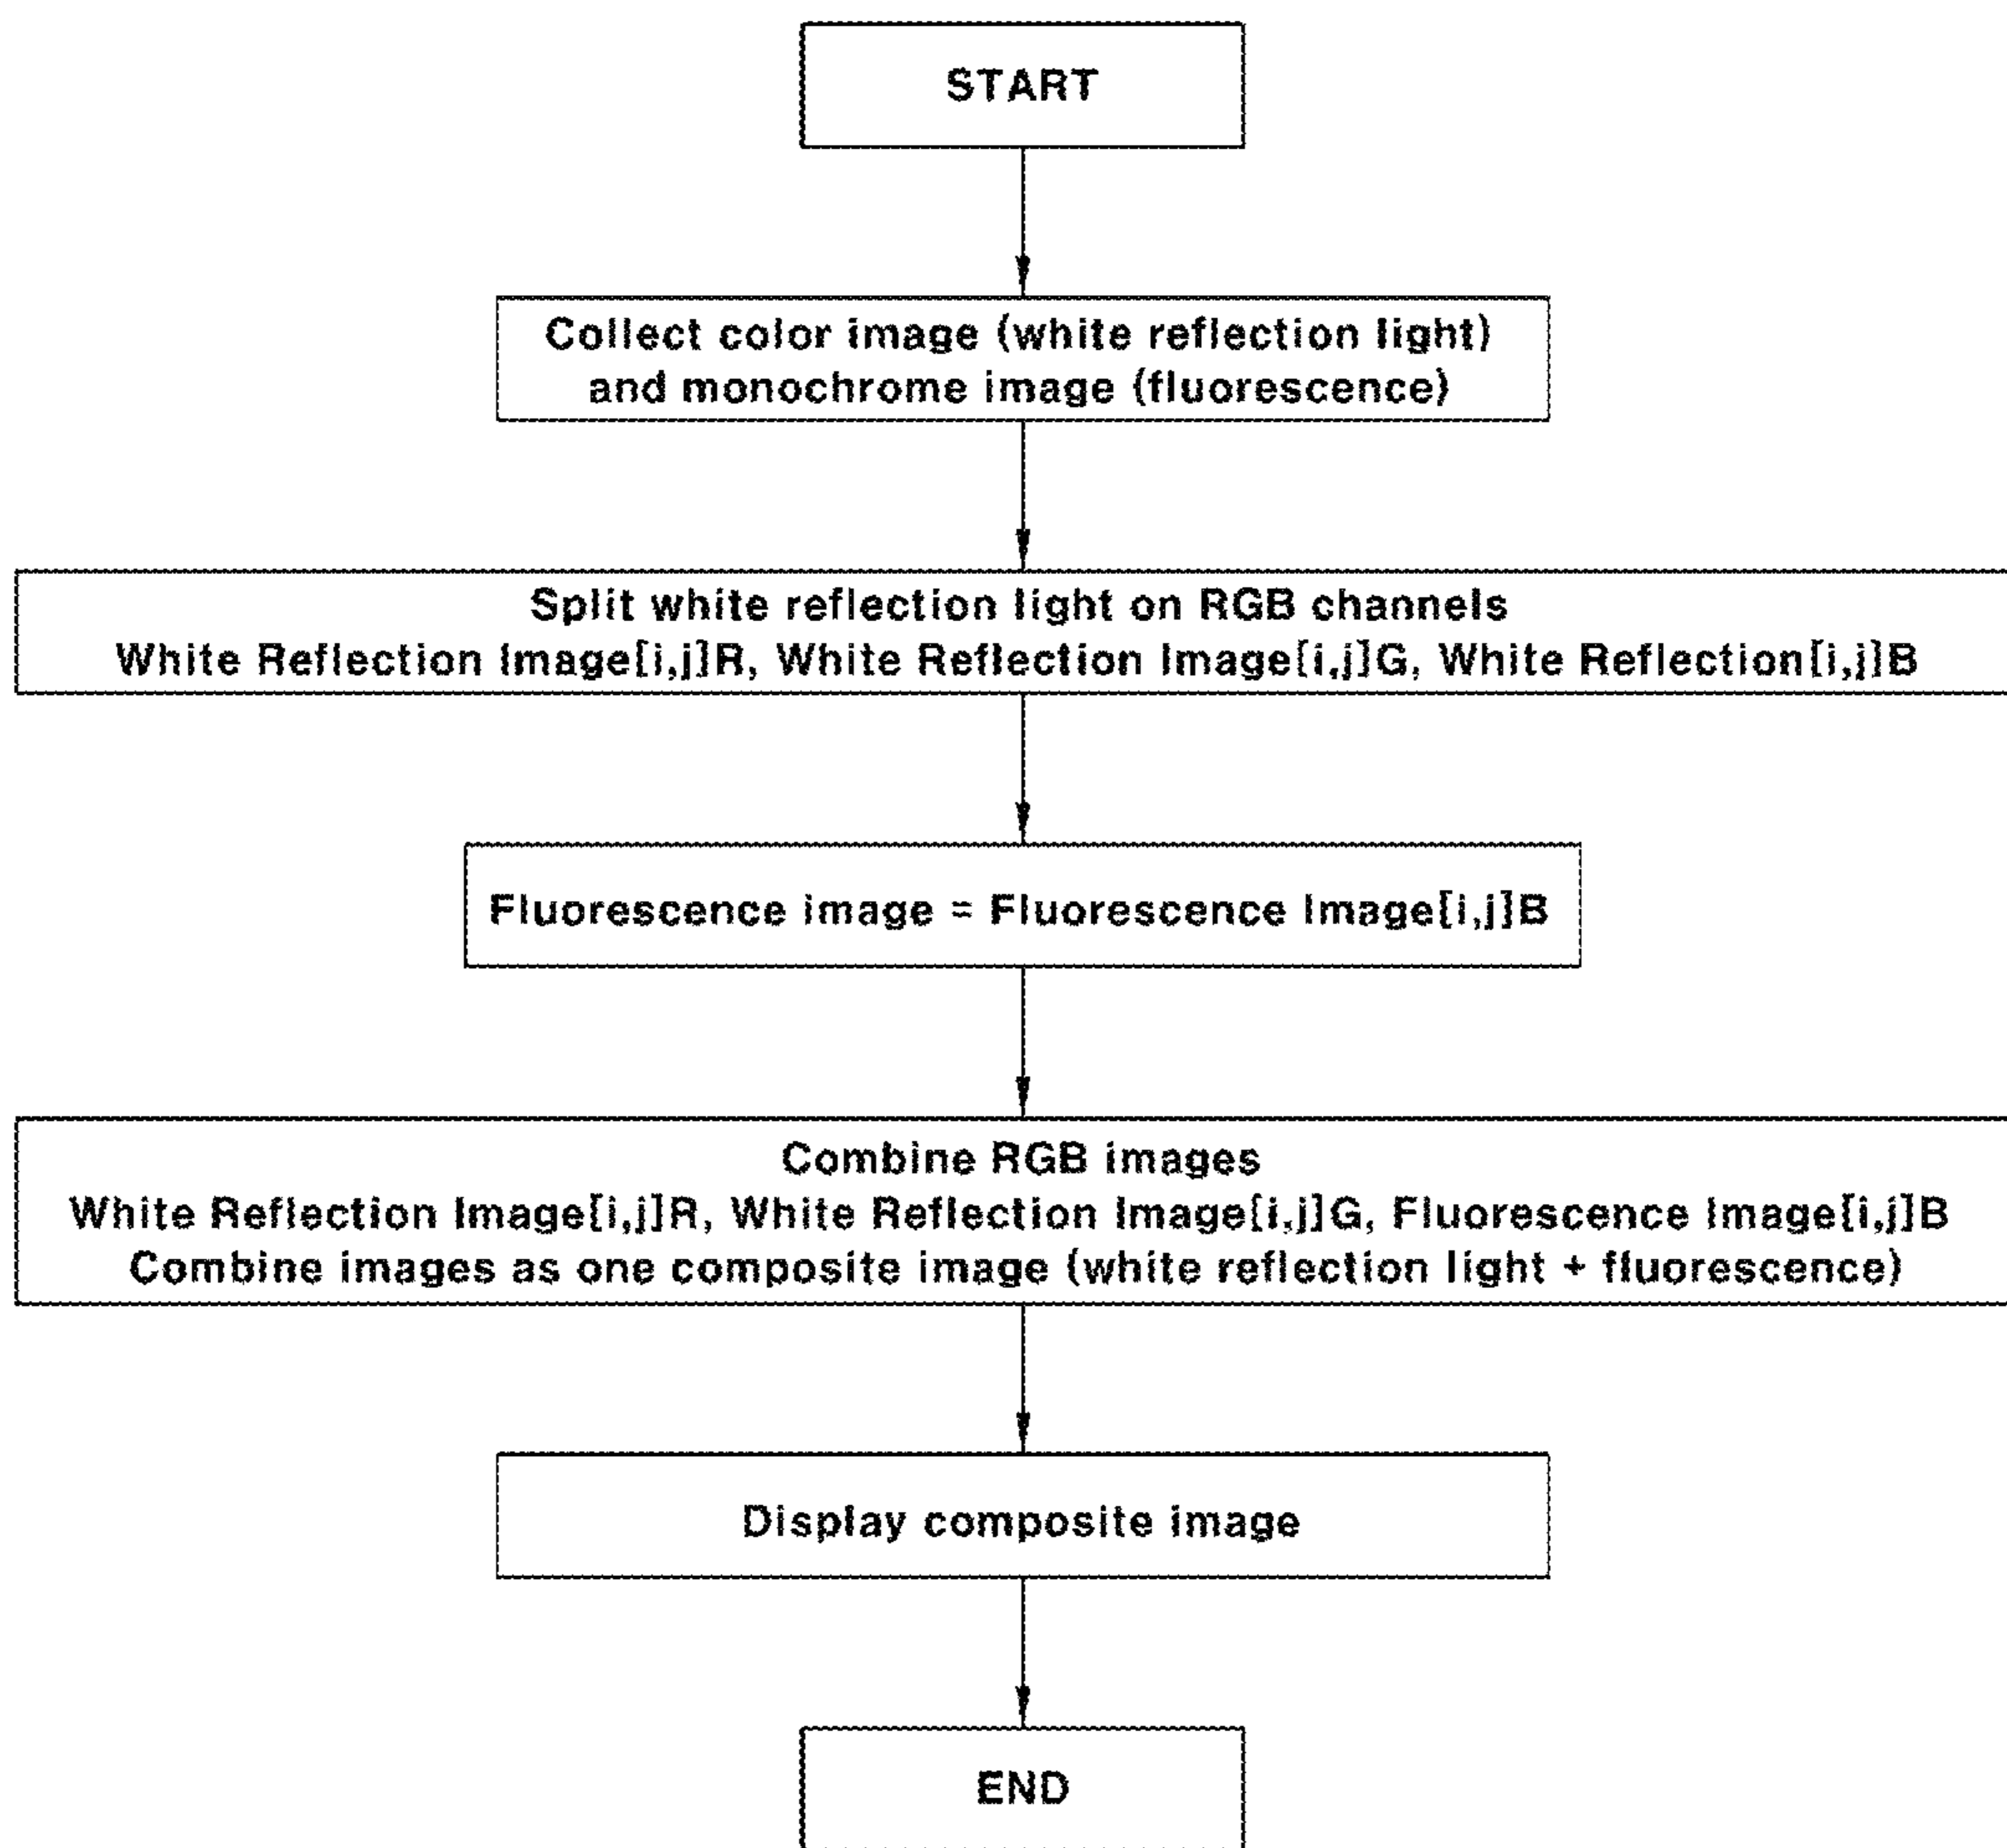 START
Collect color image (white reflection light)
and monochrome image (fluorescence)
Split white reflection light on RGB channels
White Reflection Image[i,j]R, White Reflection Image[i,j]G, White Reflection[i,j]B
Fluorescence image = Fluorescence Image[i,j]B
Combine RGB images
White Reflection Image[i,j]R, White Reflection Image[i,j]G, Fluorescence Image[i,j]B
Combine images as one composite image (white reflection light + fluorescence)
Display composite image
END